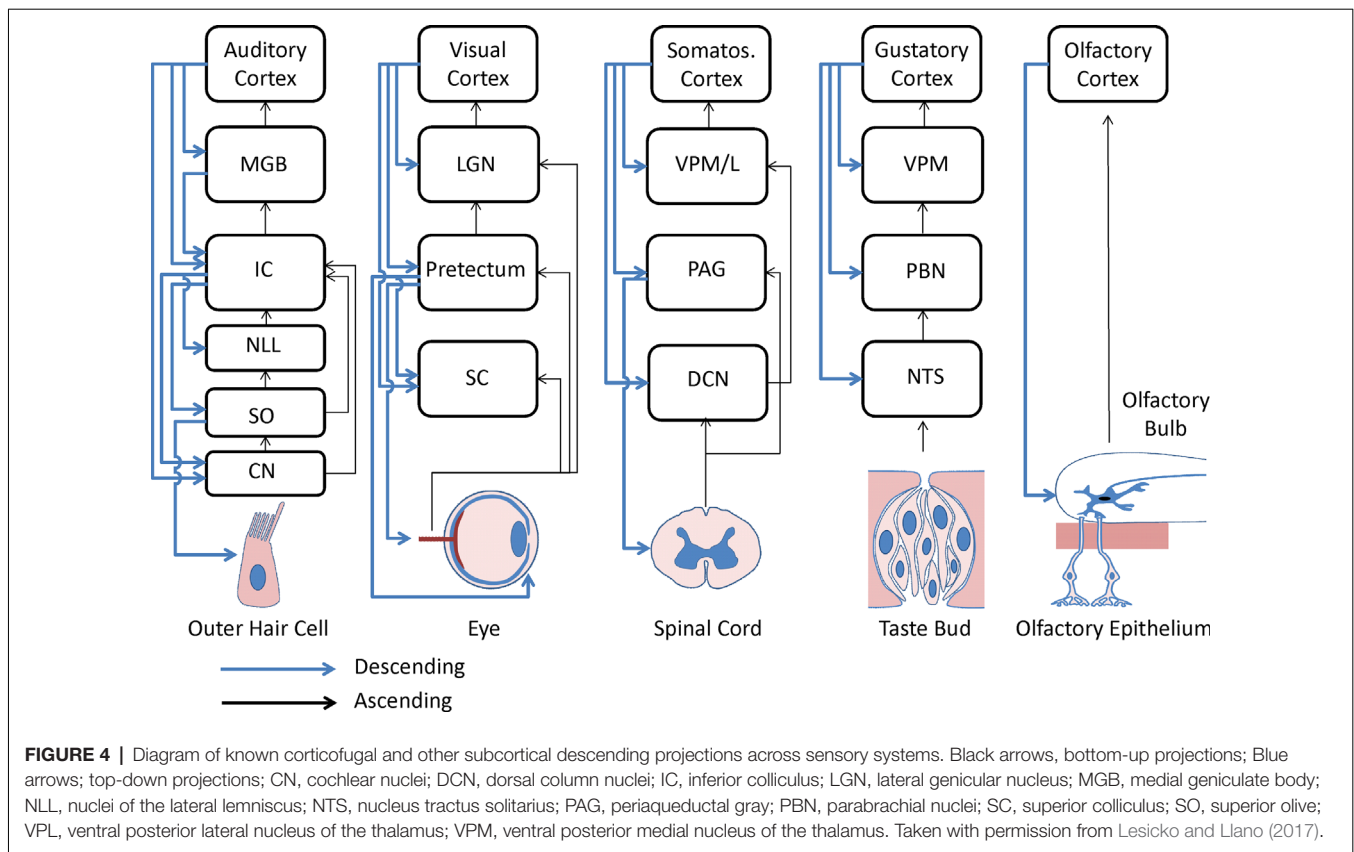 Auditory
Cortex
Visual
Cortex
Somatos.
Cortex
Gustatory
Cortex
Olfactory
Cortex
MGB
LGN
VPM/L
VPM
IC
Pretectum
PAG
PBN
NLL
SC
DCN
NTS
SO
CN
Olfactory
Bulb
Outer Hair Cell
Eye
Spinal Cord
Taste Bud
Olfactory Epithelium
Descending
Ascending
FIGURE 4 | Diagram of known corticofugal and other subcortical descending projections across sensory systems. Black arrows, bottom-up projections; Blue
arrows; top-down projections; CN, cochlear nuclei; DCN, dorsal column nuclei; IC, inferior colliculus; LGN, lateral genicular nucleus; MGB, medial geniculate body;
NLL, nuclei of the lateral lemniscus; NTS, nucleus tractus solitarius; PAG, periaqueductal gray; PBN, parabrachial nuclei; SC, superior colliculus; SO, superior olive;
VPL, ventral posterior lateral nucleus of the thalamus; VPM, ventral posterior medial nucleus of the thalamus. Taken with permission from Lesicko and Llano (2017).